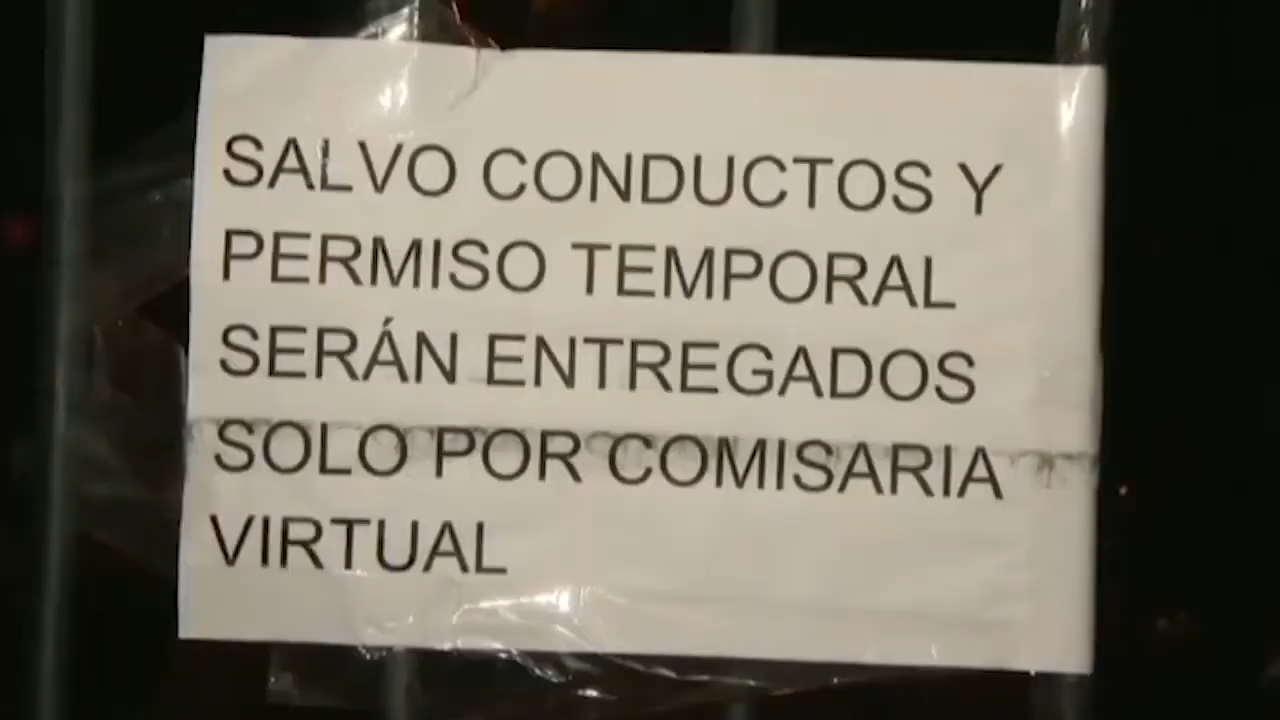 SALVO CONDUCTOS Y
PERMISO TEMPORAL
SERÁN ENTREGADOS
SOLO POR COMISARIA
VIRTUAL